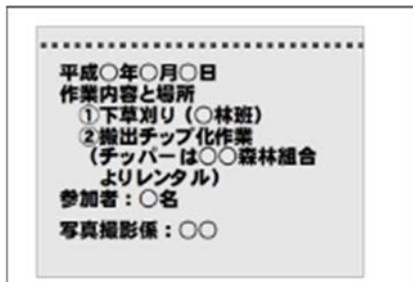 平成○年○月○日
作業内容と場所
①下草刈り（○林班）
②搬出チップ化作業
（チッパーは○○森林組合
よりレンタル）
参加者：○名
写真撮影係：○○